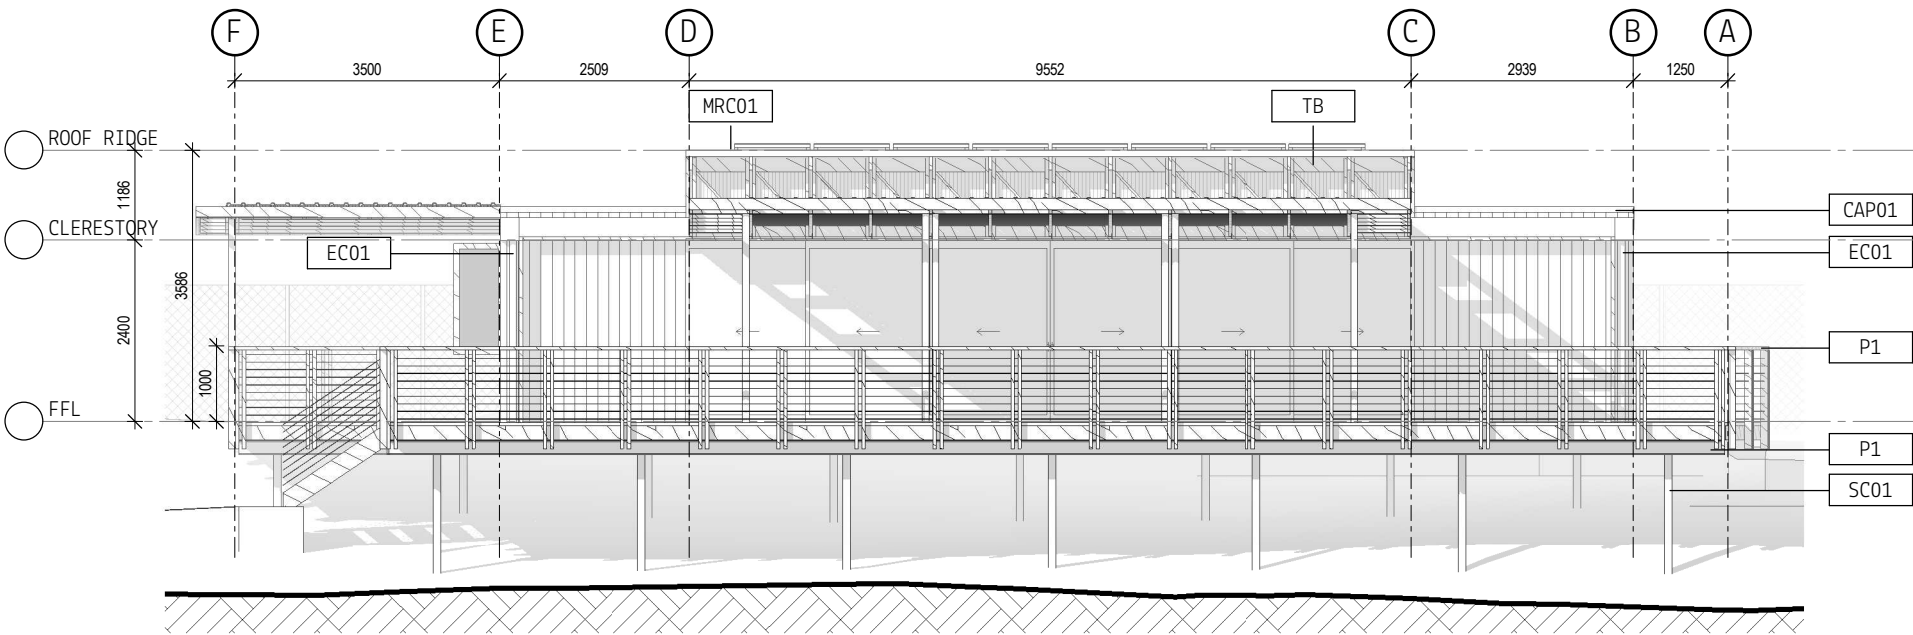 F
E
D
C
B
A
3500
2509
9552
2939
1250
MRC01
TB
ROOF RIDGE
1186
CAP01
CLERESTORY
EC01
EC01
3586
2400
P1
1000
FFL
P1
SC01